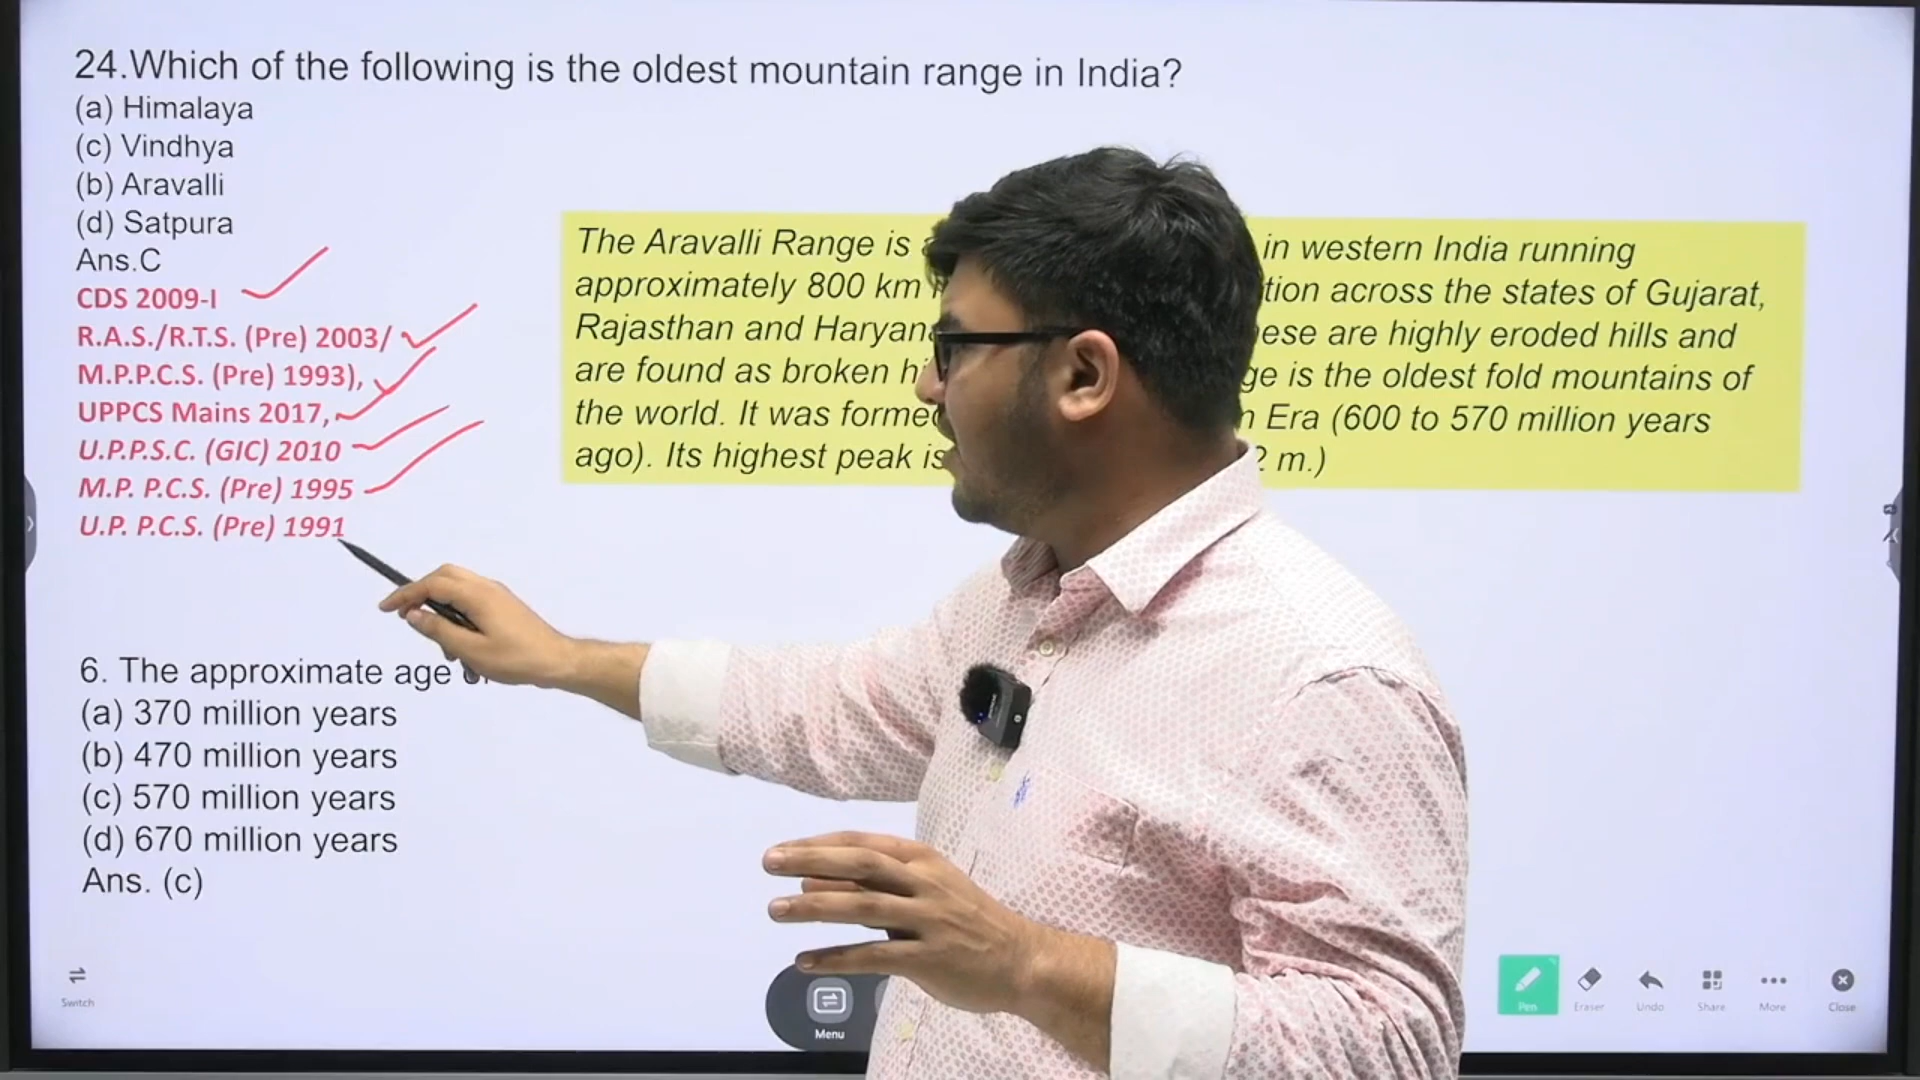 24.Which of the following is the oldest mountain range in India?
(a) Himalaya
(c) Vindhya
(b) Aravalli
(d) Satpura
Ans.C
CDS 2009-I
R.A.S./R.T.S. (Pre) 2003/
M.P.P.C.S. (Pre) 1993),
UPPCS Mains 2017,
U.P.P.S.C. (GIC) 2010
M.P. P.C.S. (Pre) 1995
U.P. P.C.S. (Pre) 1991
The Aravalli Range is in western India running
approximately 800 km across the states of Gujarat,
Rajasthan and are highly eroded hills and
are found as broken is the oldest fold mountains of
the world. It was Era (600 to 570 million years
ago). Its highest peak is m.)
6. The approximate age
(a) 370 million years
(b) 470 million years
(c) 570 million years
(d) 670 million years
Ans. (c)
Switch
Menu
Pen
Eraser
Undo
Share
More
Close